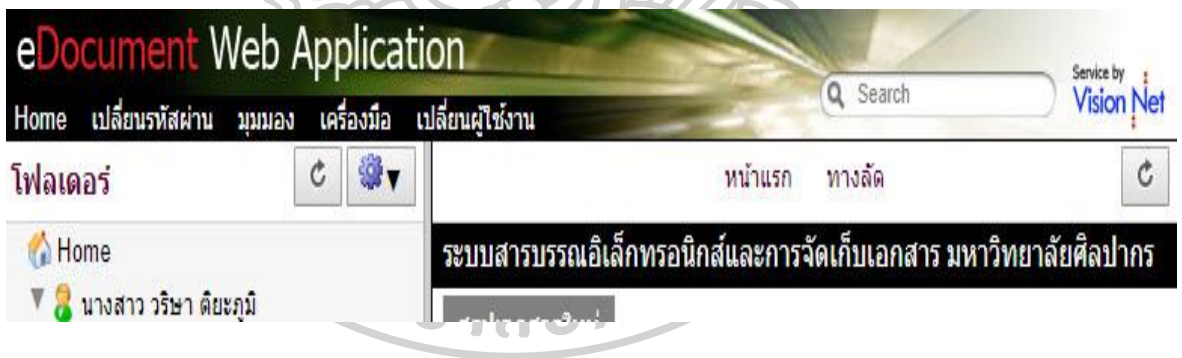 eDocument Web Application
Search
Service by
Vision Net
Home เปลี่ยนรหัสผ่าน มุมมอง เครื่องมือ เปลี่ยนผู้ใช้งาน
โฟลเดอร์
หน้าแรก ทางลัด
Home
ระบบสารบรรณอิเล็กทรอนิกส์และการจัดเก็บเอกสาร มหาวิทยาลัยศิลปากร
นางสาว วริษา ติยะภูมิ